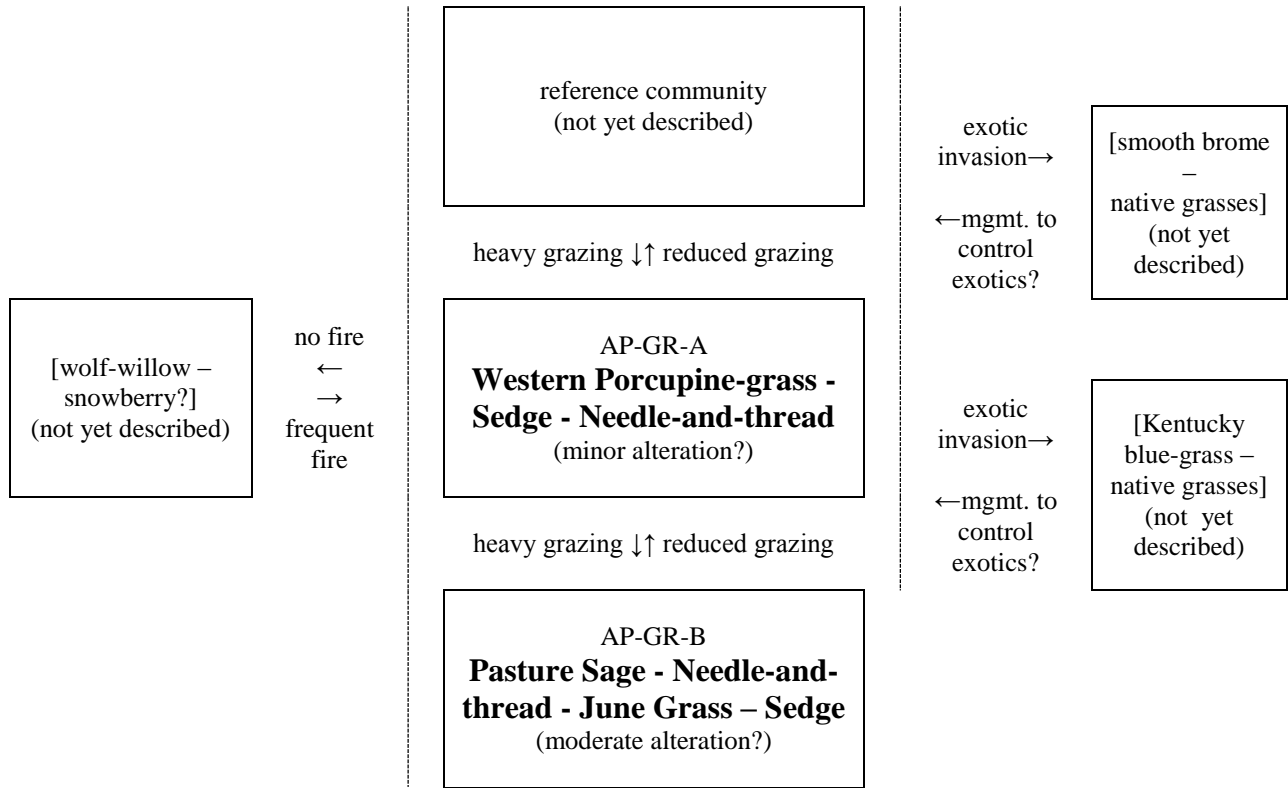 reference community
(not yet described)
exotic
invasion→
←mgmt. to
control
exotics?
[smooth brome
–
native grasses]
(not yet
described)
heavy grazing ↓↑ reduced grazing
[wolf-willow –
snowberry?]
(not yet described)
no fire
←
→
frequent
fire
AP-GR-A
Western Porcupine-grass -
Sedge - Needle-and-thread
(minor alteration?)
exotic
invasion→
←mgmt. to
control
exotics?
[Kentucky
blue-grass –
native grasses]
(not yet
described)
heavy grazing ↓↑ reduced grazing
AP-GR-B
Pasture Sage - Needle-and-
thread - June Grass – Sedge
(moderate alteration?)